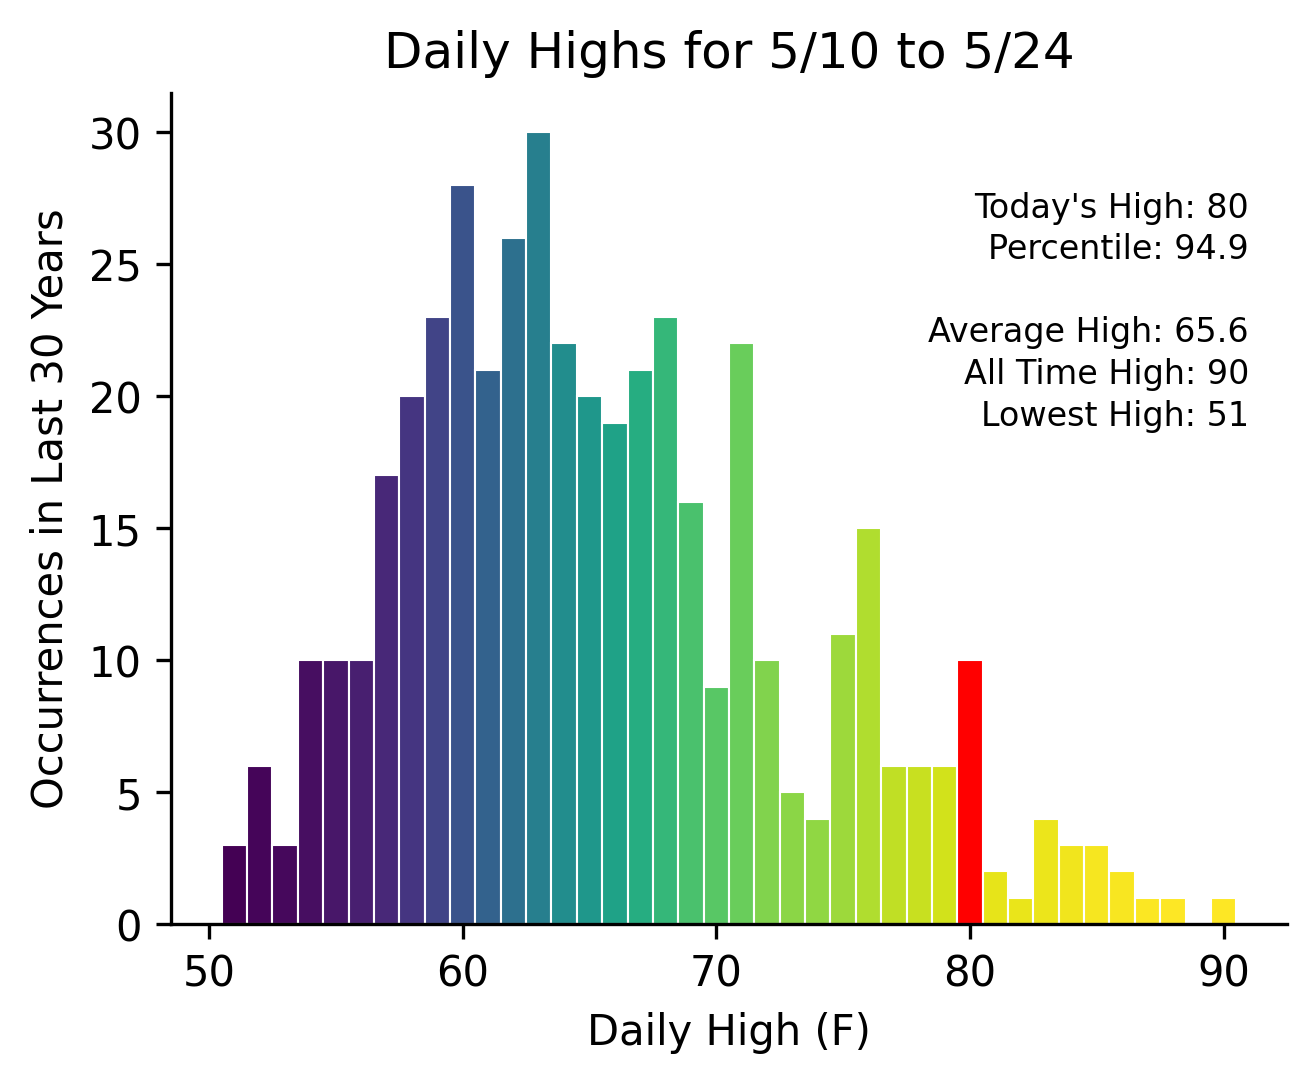 Daily Highs for 5/10 to 5/24
Today's High: 80
Percentile: 94.9
Average High: 65.6
All Time High: 90
Lowest High: 51
Occurrences in Last 30 Years
30
25
20
15
10
5
0
50 60 70 80 90
Daily High (F)